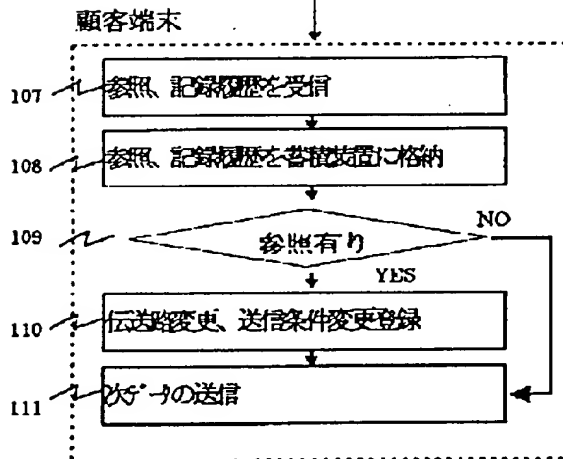 顧客端末
107 参照、記録履歴を受信
108 参照、記録履歴を蓄積装置に格納
109 参照有り
NO
YES
110 伝送路変更、送信条件変更登録
111 次データの送信